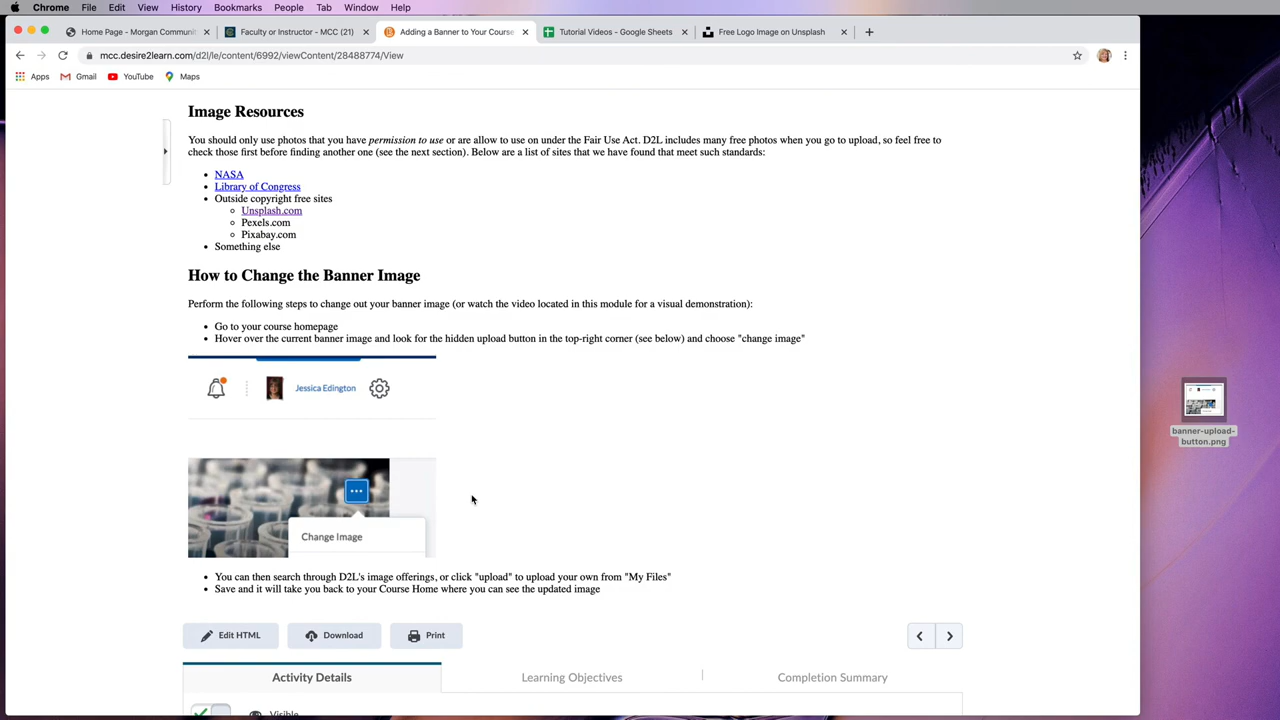 Chrome File Edit View History Bookmarks People Tab Window Help
Home Page - Morgan Communi
Faculty or Instructor - MCC (21)
Adding a Banner to Your Course
Tutorial Videos - Google Sheets
Free Logo Image on Unsplash
mcc.desire2learn.com/d2l/le/content/6992/viewContent/28488774/View
Apps Gmail YouTube Maps
Image Resources
You should only use photos that you have permission to use or are allow to use on under the Fair Use Act. D2L includes many free photos when you go to upload, so feel free to
check those first before finding another one (see the next section). Below are a list of sites that we have found that meet such standards:
NASA
Library of Congress
Outside copyright free sites
Unsplash.com
Pexels.com
Pixabay.com
Something else
How to Change the Banner Image
Perform the following steps to change out your banner image (or watch the video located in this module for a visual demonstration):
Go to your course homepage
Hover over the current banner image and look for the hidden upload button in the top-right corner (see below) and choose "change image"
Jessica Edington
Change Image
banner-upload-
button.png
You can then search through D2L's image offerings, or click "upload" to upload your own from "My Files"
Save and it will take you back to your Course Home where you can see the updated image
Edit HTML Download Print
Activity Details Learning Objectives Completion Summary
Visible